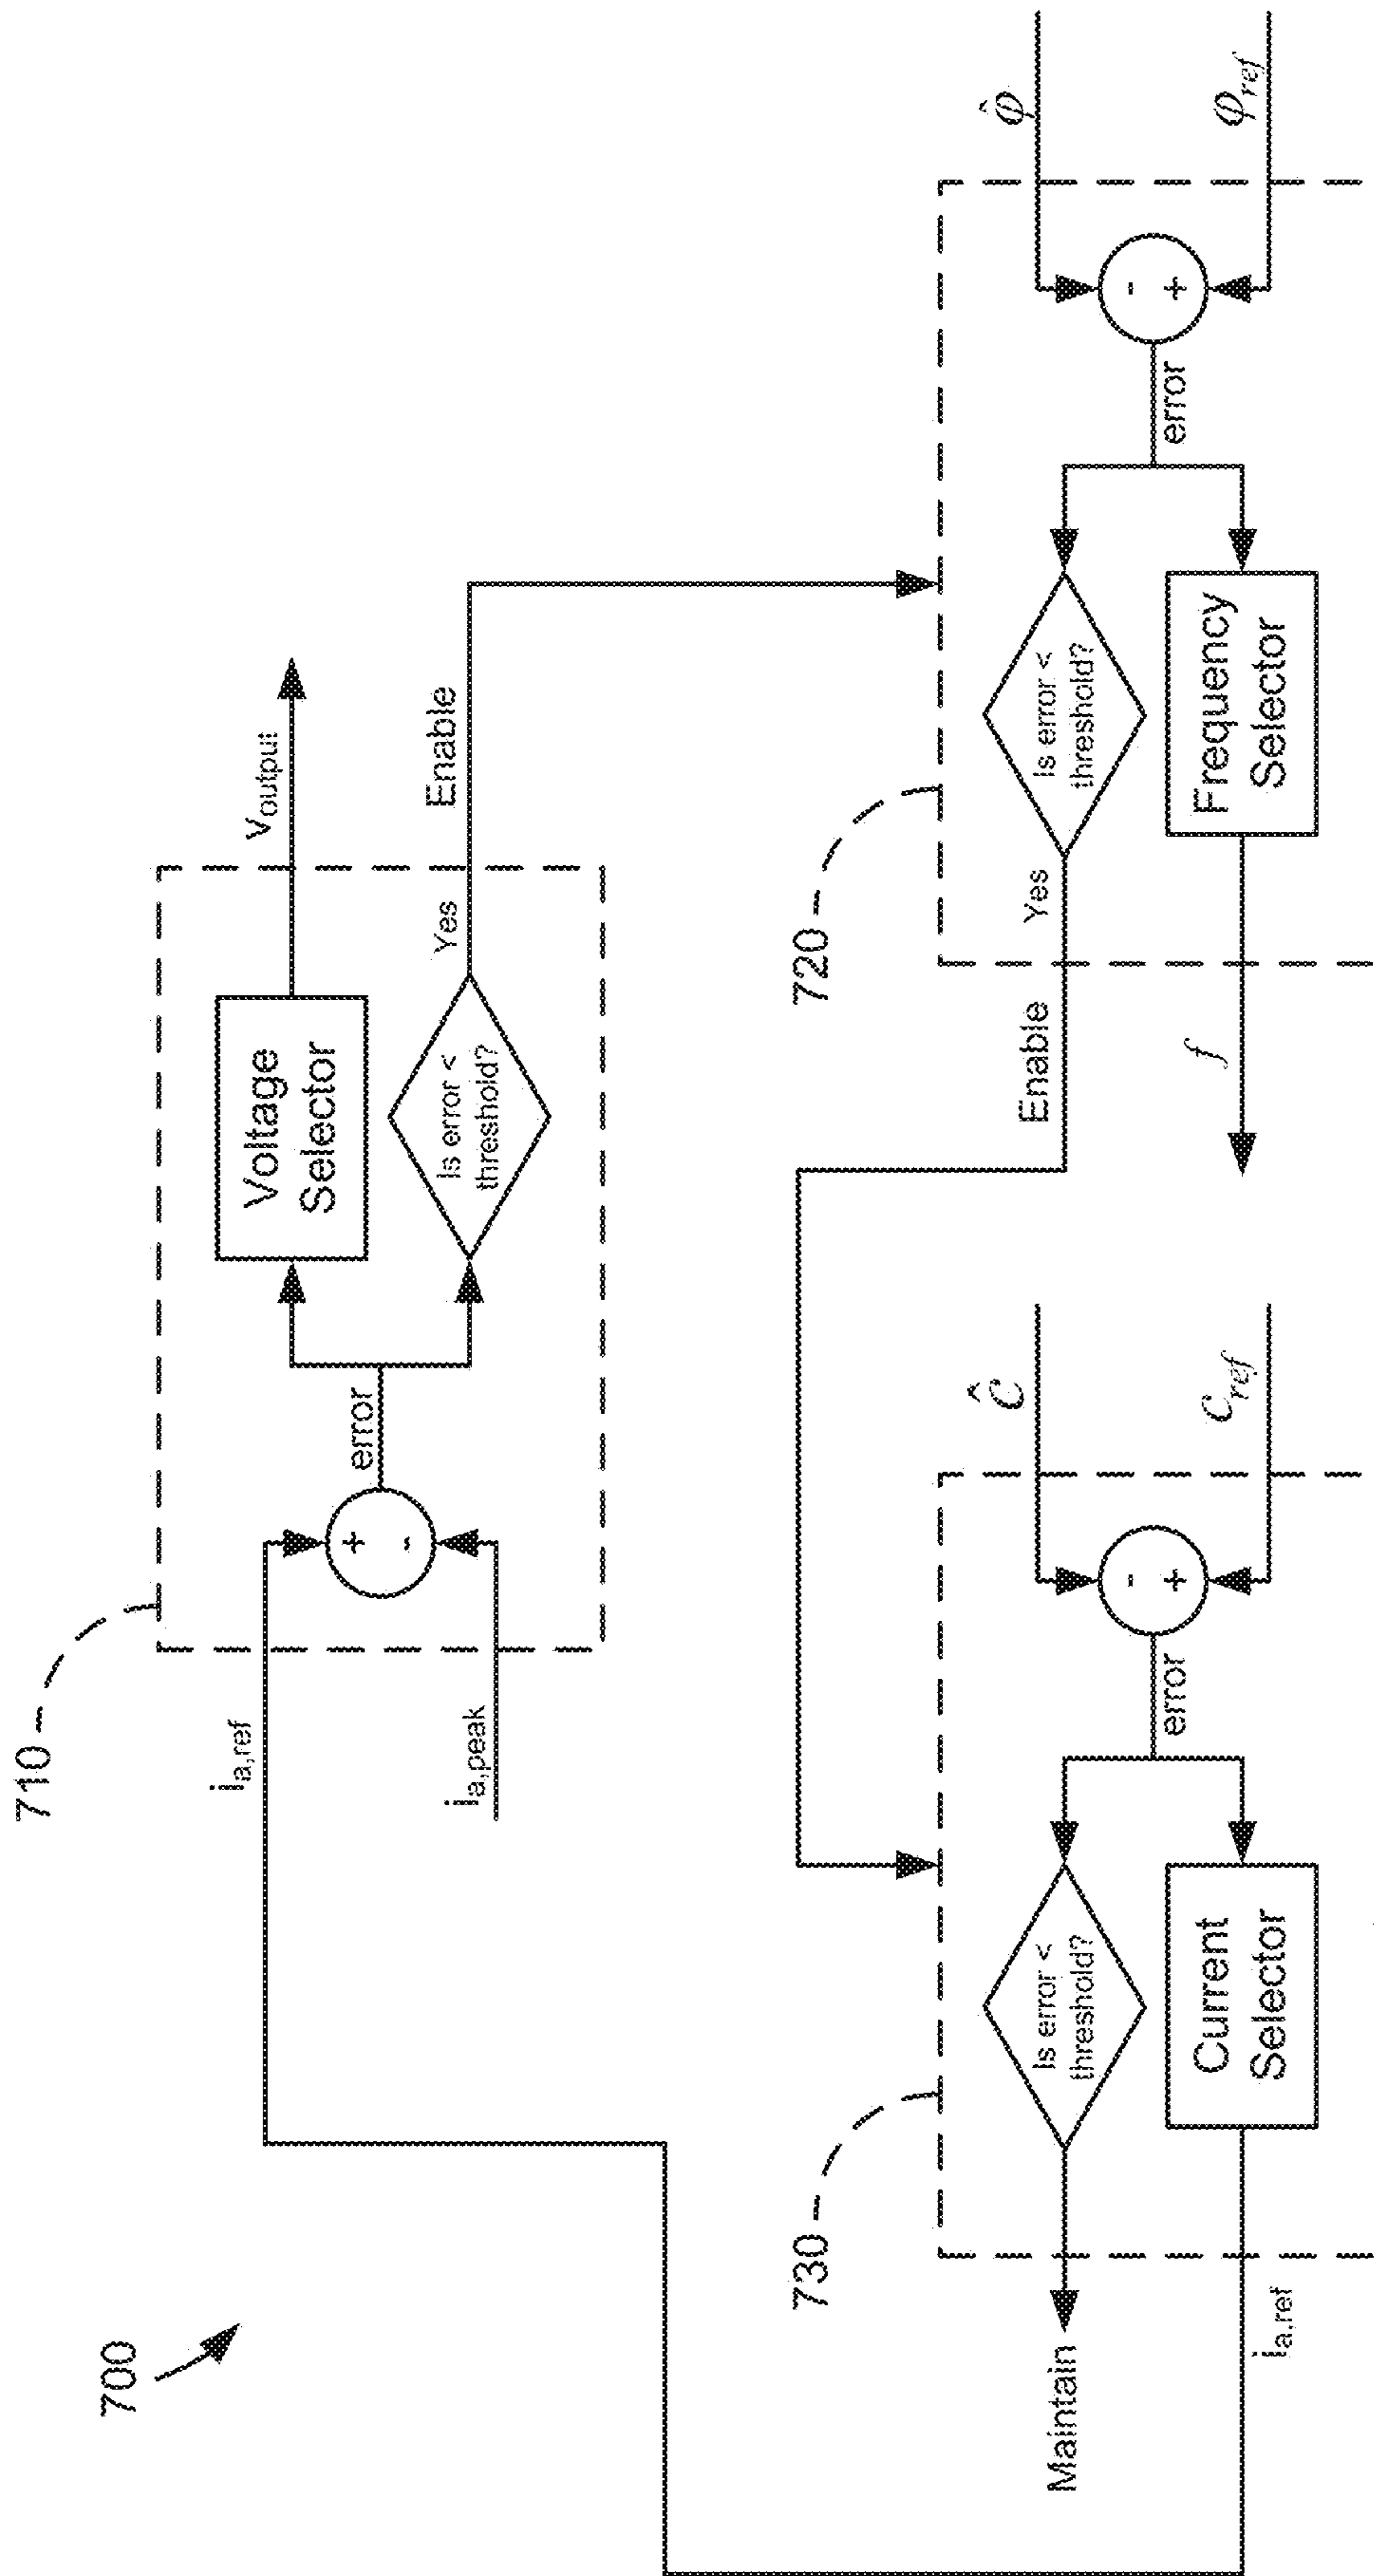 700
710
i_a,ref
i_a,peak
+
-
error
Voltage
Selector
Is error <
threshold?
Yes
V_output
Enable
730
Maintain
i_a,ref
Is error <
threshold?
Current
Selector
error
-
+
ĉ
c_ref
720
Enable
f
Yes
Is error <
threshold?
Frequency
Selector
error
-
+
φ̂
φ_ref